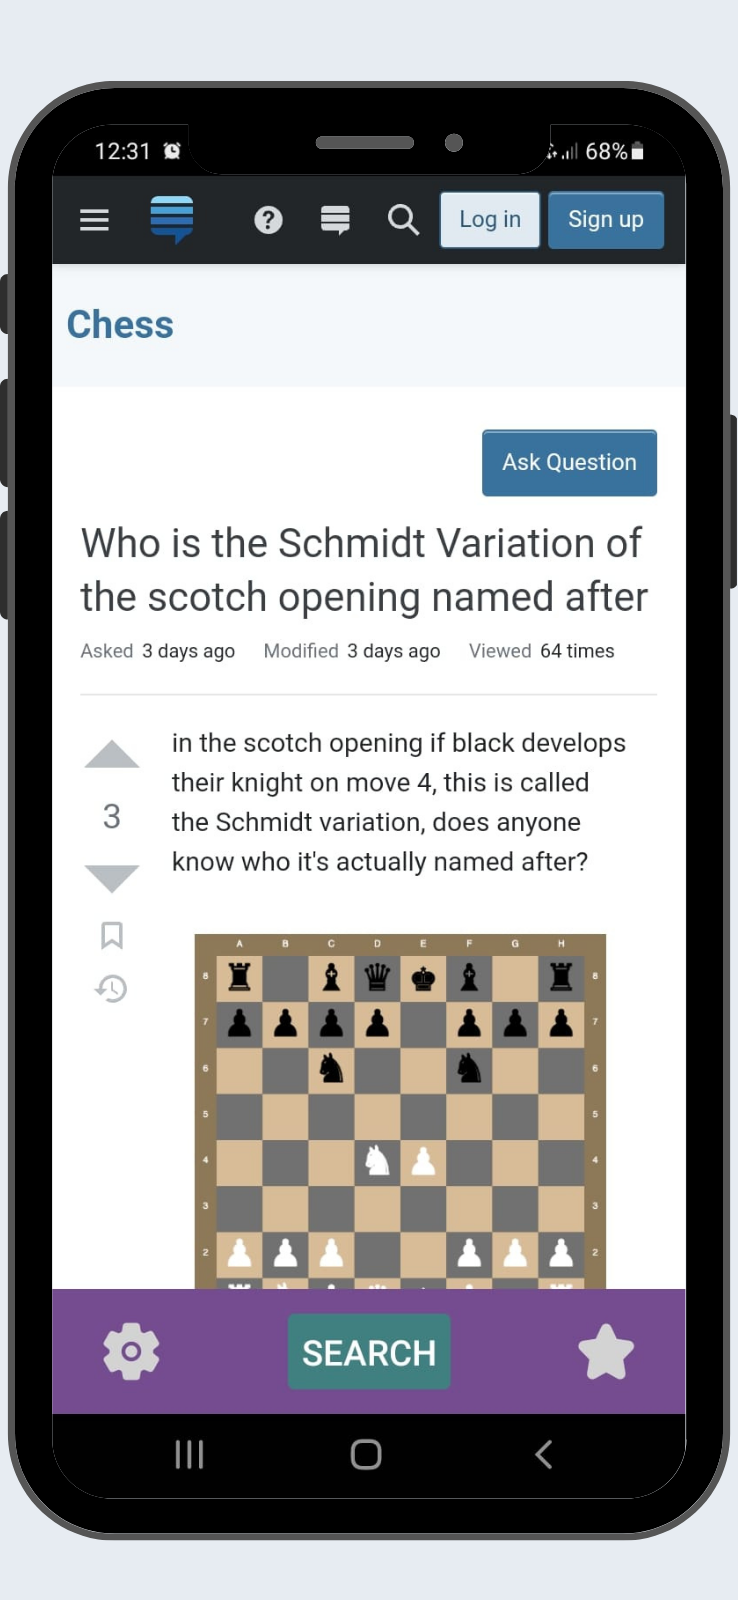 12:31
68%
?
Log in
Sign up
Chess
Ask Question
Who is the Schmidt Variation of
the scotch opening named after
Asked 3 days ago Modified 3 days ago Viewed 64 times
in the scotch opening if black develops
their knight on move 4, this is called
the Schmidt variation, does anyone
know who it's actually named after?
3
A B C D E F G H
8 8
7 7
6 6
5 5
4 4
3 3
2 2
SEARCH